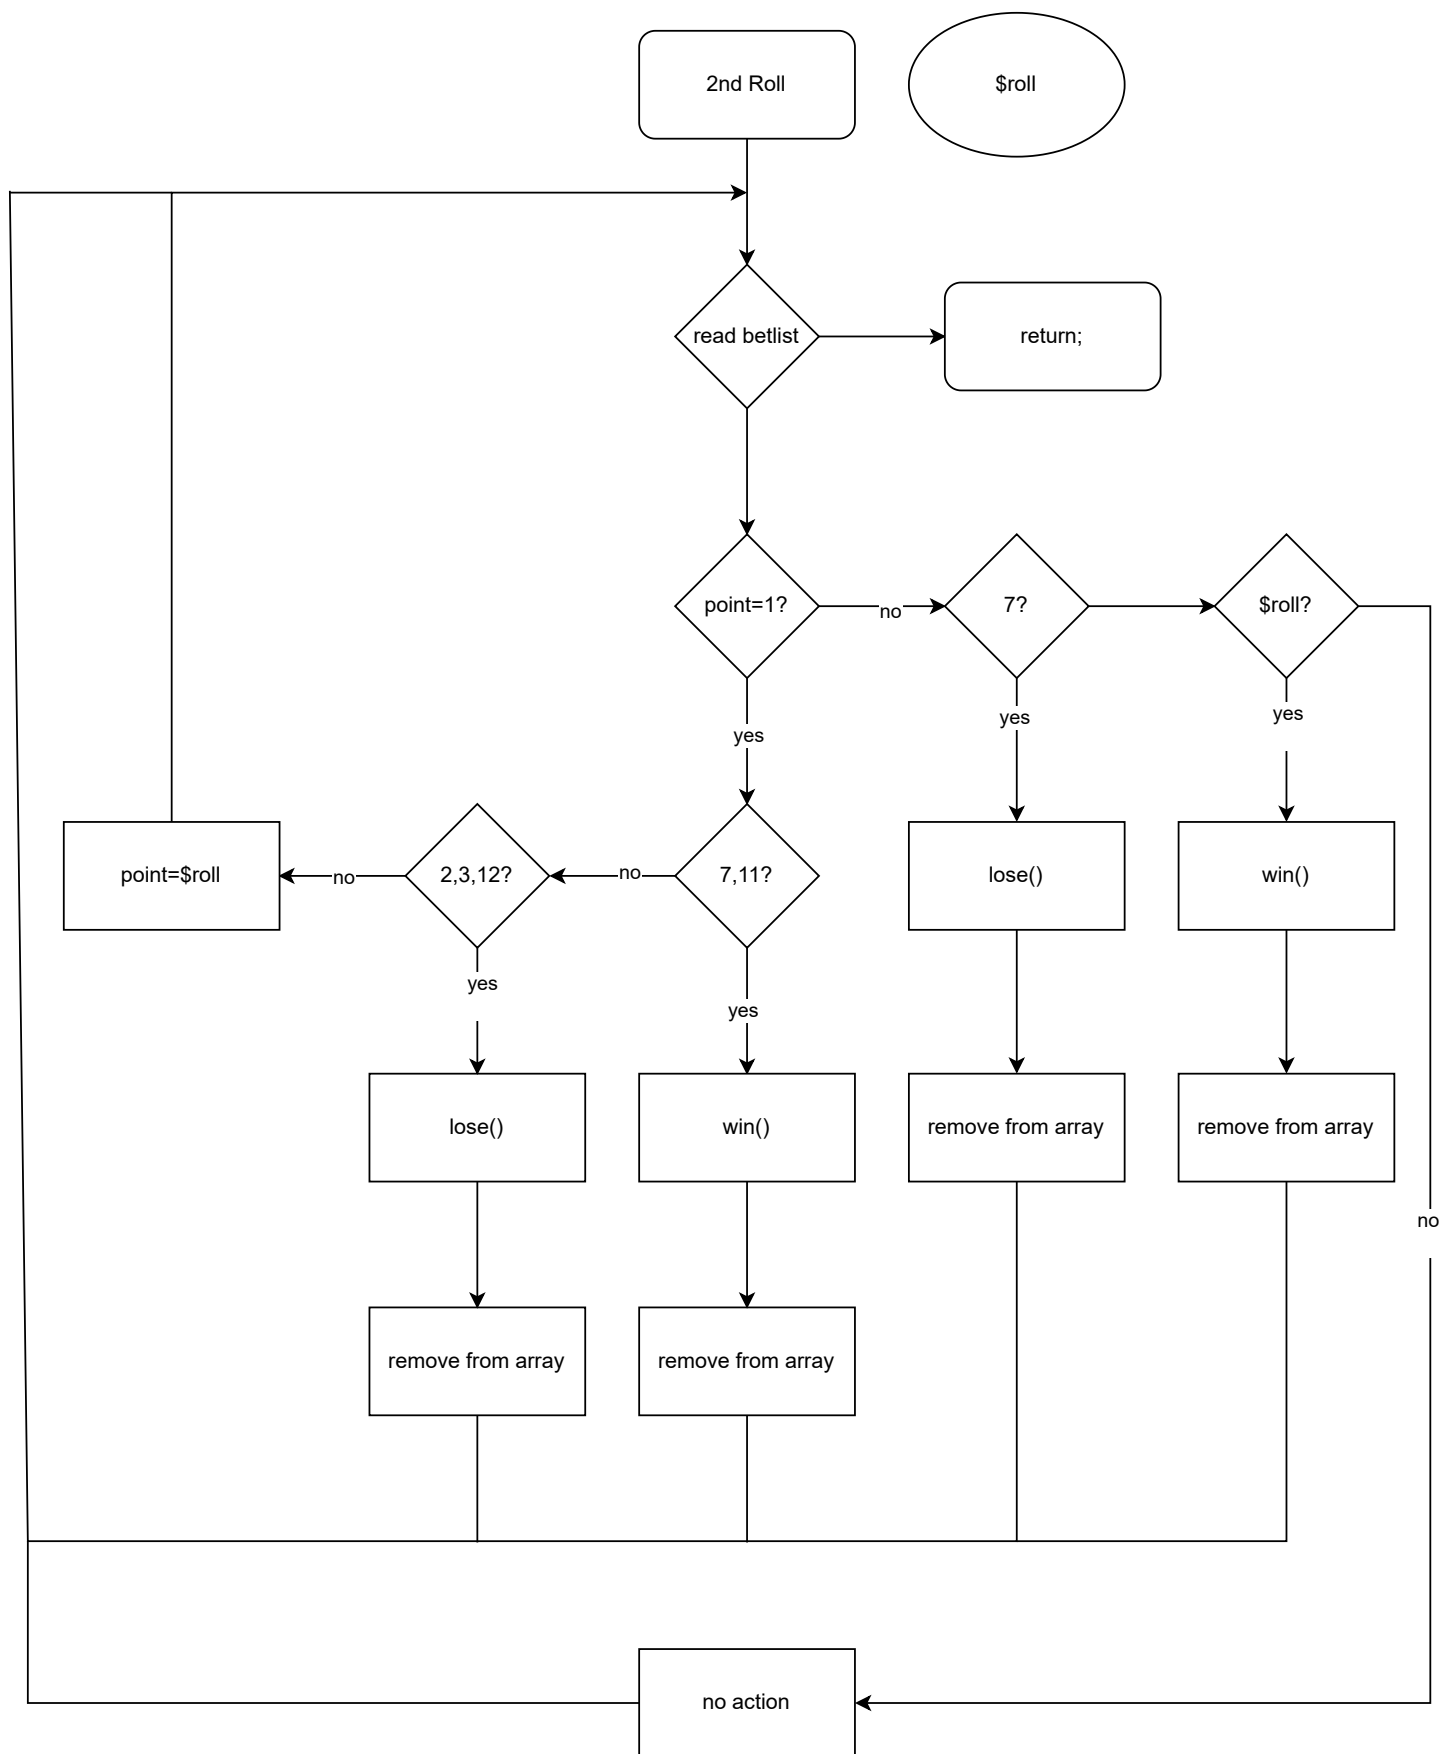 2nd Roll
$roll
read betlist
return;
point=1?
no
7?
$roll?
yes
yes
yes
point=$roll
no
2,3,12?
no
7,11?
lose()
win()
yes
yes
lose()
win()
remove from array
remove from array
no
remove from array
remove from array
no action